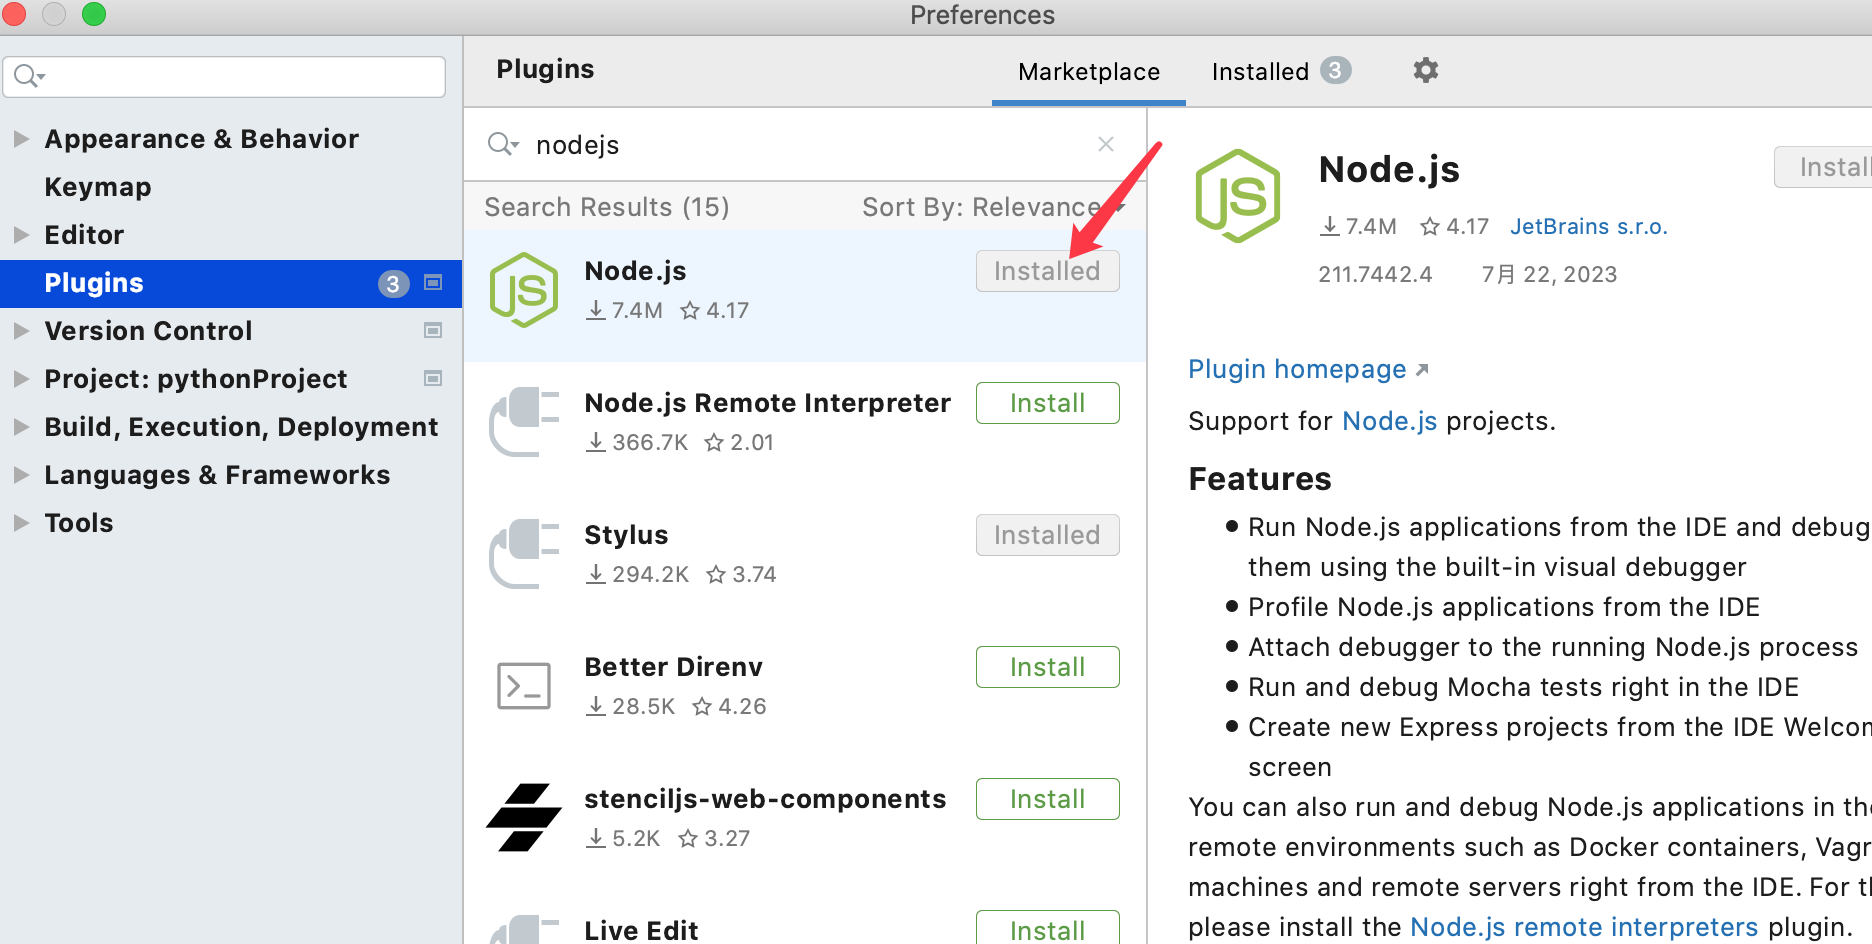 Preferences
Appearance & Behavior
Keymap
Editor
Plugins 3
Version Control
Project: pythonProject
Build, Execution, Deployment
Languages & Frameworks
Tools
Plugins
Marketplace
Installed 3
nodejs
Search Results (15)
Sort By: Relevance
JS
Node.js
7.4M 4.17
Installed
Node.js Remote Interpreter
366.7K 2.01
Install
Stylus
294.2K 3.74
Installed
Better Direnv
28.5K 4.26
Install
stenciljs-web-components
5.2K 3.27
Install
Live Edit
Install
JS
Node.js
Install
7.4M 4.17 JetBrains s.r.o.
211.7442.4 7月 22, 2023
Plugin homepage
Support for Node.js projects.
Features
Run Node.js applications from the IDE and debug
them using the built-in visual debugger
Profile Node.js applications from the IDE
Attach debugger to the running Node.js process
Run and debug Mocha tests right in the IDE
Create new Express projects from the IDE Welcom
screen
You can also run and debug Node.js applications in the
remote environments such as Docker containers, Vagr
machines and remote servers right from the IDE. For th
please install the Node.js remote interpreters plugin.